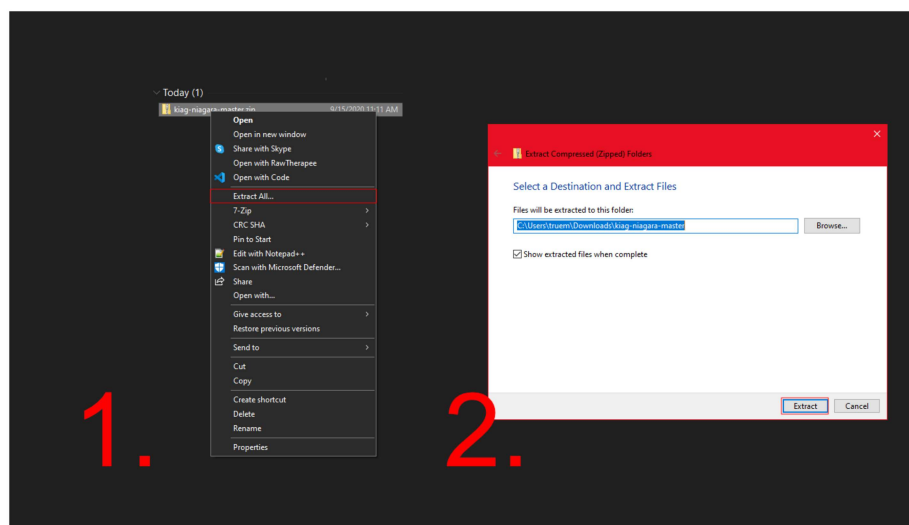 Today (1)
kiag-niagara-master.zip 9/15/2020 11:11 AM
Open
Open in new window
Share with Skype
Open with RawTherapee
Open with Code
Extract All...
7-Zip
CRC SHA
Pin to Start
Edit with Notepad++
Scan with Microsoft Defender...
Share
Open with...
Give access to
Restore previous versions
Send to
Cut
Copy
Create shortcut
Delete
Rename
Properties
1.
Extract Compressed (Zipped) Folders
Select a Destination and Extract Files
Files will be extracted to this folder:
C:\Users\truem\Downloads\kiag-niagara-master
Browse...
Show extracted files when complete
Extract Cancel
2.